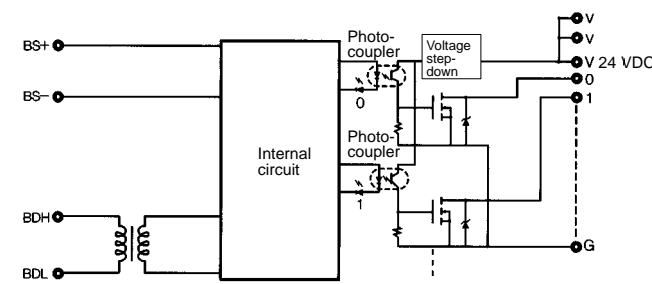 BS+
BS−
BDH
BDL
Internal
circuit
Photo-
coupler
0
Photo-
coupler
1
Voltage
step-
down
V
V
V 24 VDC
0
1
G